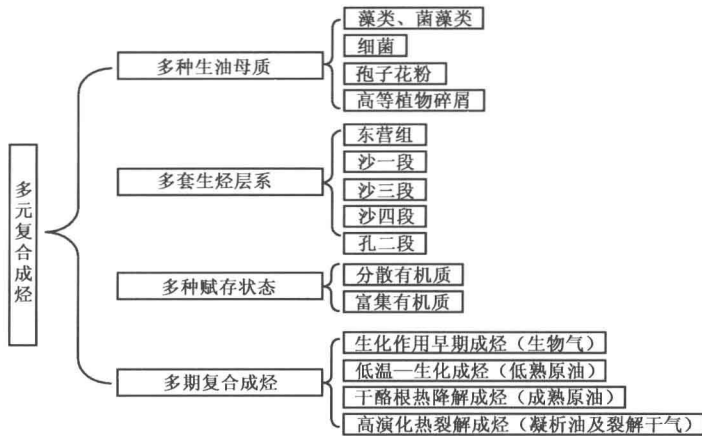 多元复合成烃
多种生油母质
藻类、菌藻类
细菌
孢子花粉
高等植物碎屑
多套生烃层系
东营组
沙一段
沙三段
沙四段
孔二段
多种赋存状态
分散有机质
富集有机质
多期复合成烃
生化作用早期成烃(生物气)
低温—生化成烃(低熟原油)
干酪根热降解成烃(成熟原油)
高演化热裂解成烃(凝析油及裂解干气)